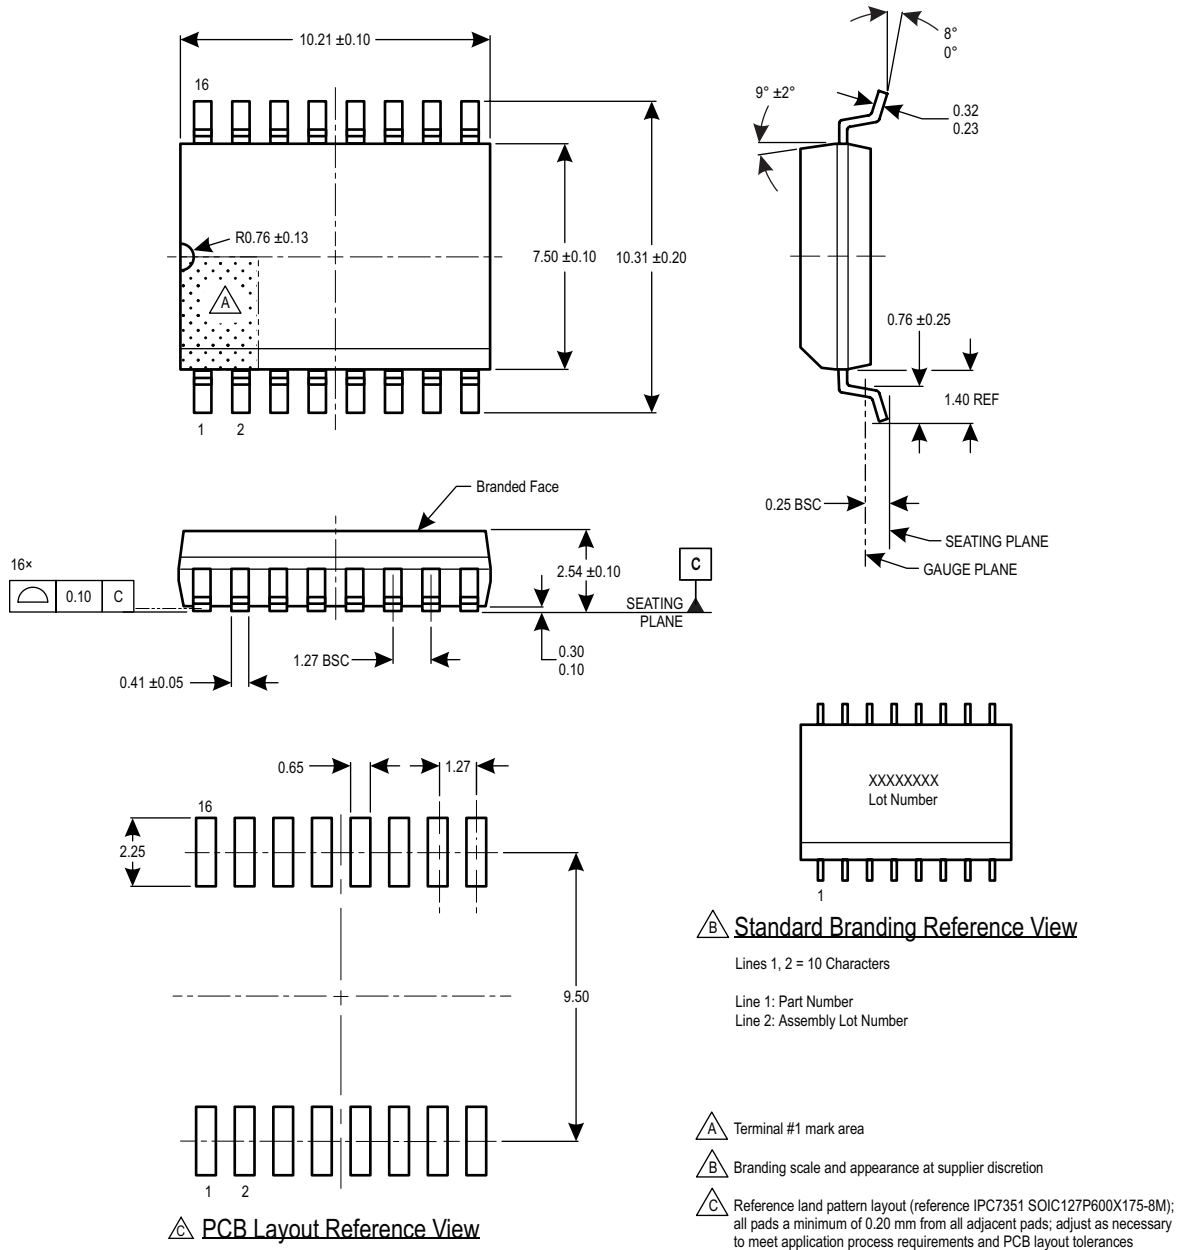 10.21 ±0.10
16
R0.76 ±0.13
A
7.50 ±0.10
10.31 ±0.20
1 2
8°
0°
9° ±2°
0.32
0.23
0.76 ±0.25
1.40 REF
0.25 BSC
SEATING PLANE
GAUGE PLANE
Branded Face
16×
0.10 C
2.54 ±0.10
C
SEATING
PLANE
1.27 BSC
0.30
0.10
0.41 ±0.05
XXXXXXXX
Lot Number
1
B Standard Branding Reference View
Lines 1, 2 = 10 Characters
Line 1: Part Number
Line 2: Assembly Lot Number
0.65
1.27
16
2.25
9.50
1 2
C PCB Layout Reference View
A Terminal #1 mark area
B Branding scale and appearance at supplier discretion
C Reference land pattern layout (reference IPC7351 SOIC127P600X175-8M);
all pads a minimum of 0.20 mm from all adjacent pads; adjust as necessary
to meet application process requirements and PCB layout tolerances